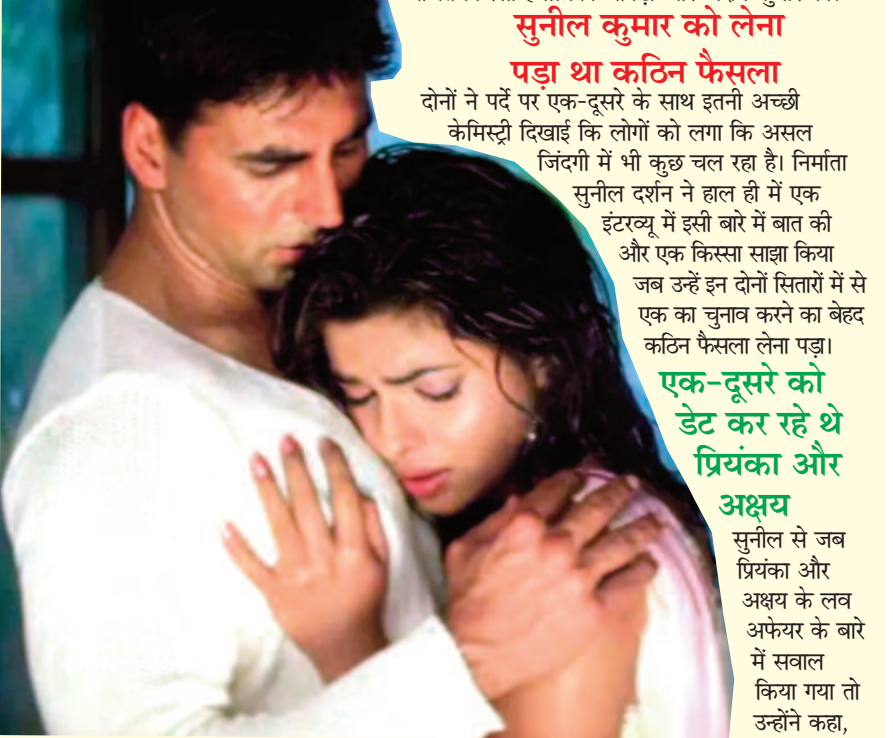 सुनील कुमार को लेना
पड़ा था कठिन फैसला
दोनों ने पर्दे पर एक-दूसरे के साथ इतनी अच्छी
केमिस्ट्री दिखाई कि लोगों को लगा कि असल
जिंदगी में भी कुछ चल रहा है। निर्माता
सुनील दर्शन ने हाल ही में एक
इंटरव्यू में इसी बारे में बात की
और एक किस्सा साझा किया
जब उन्हें इन दोनों सितारों में से
एक का चुनाव करने का बेहद
कठिन फैसला लेना पड़ा।
एक-दूसरे को
डेट कर रहे थे
प्रियंका और
अक्षय
सुनील से जब
प्रियंका और
अक्षय के लव
अफेयर के बारे
में सवाल
किया गया तो
उन्होंने कहा,